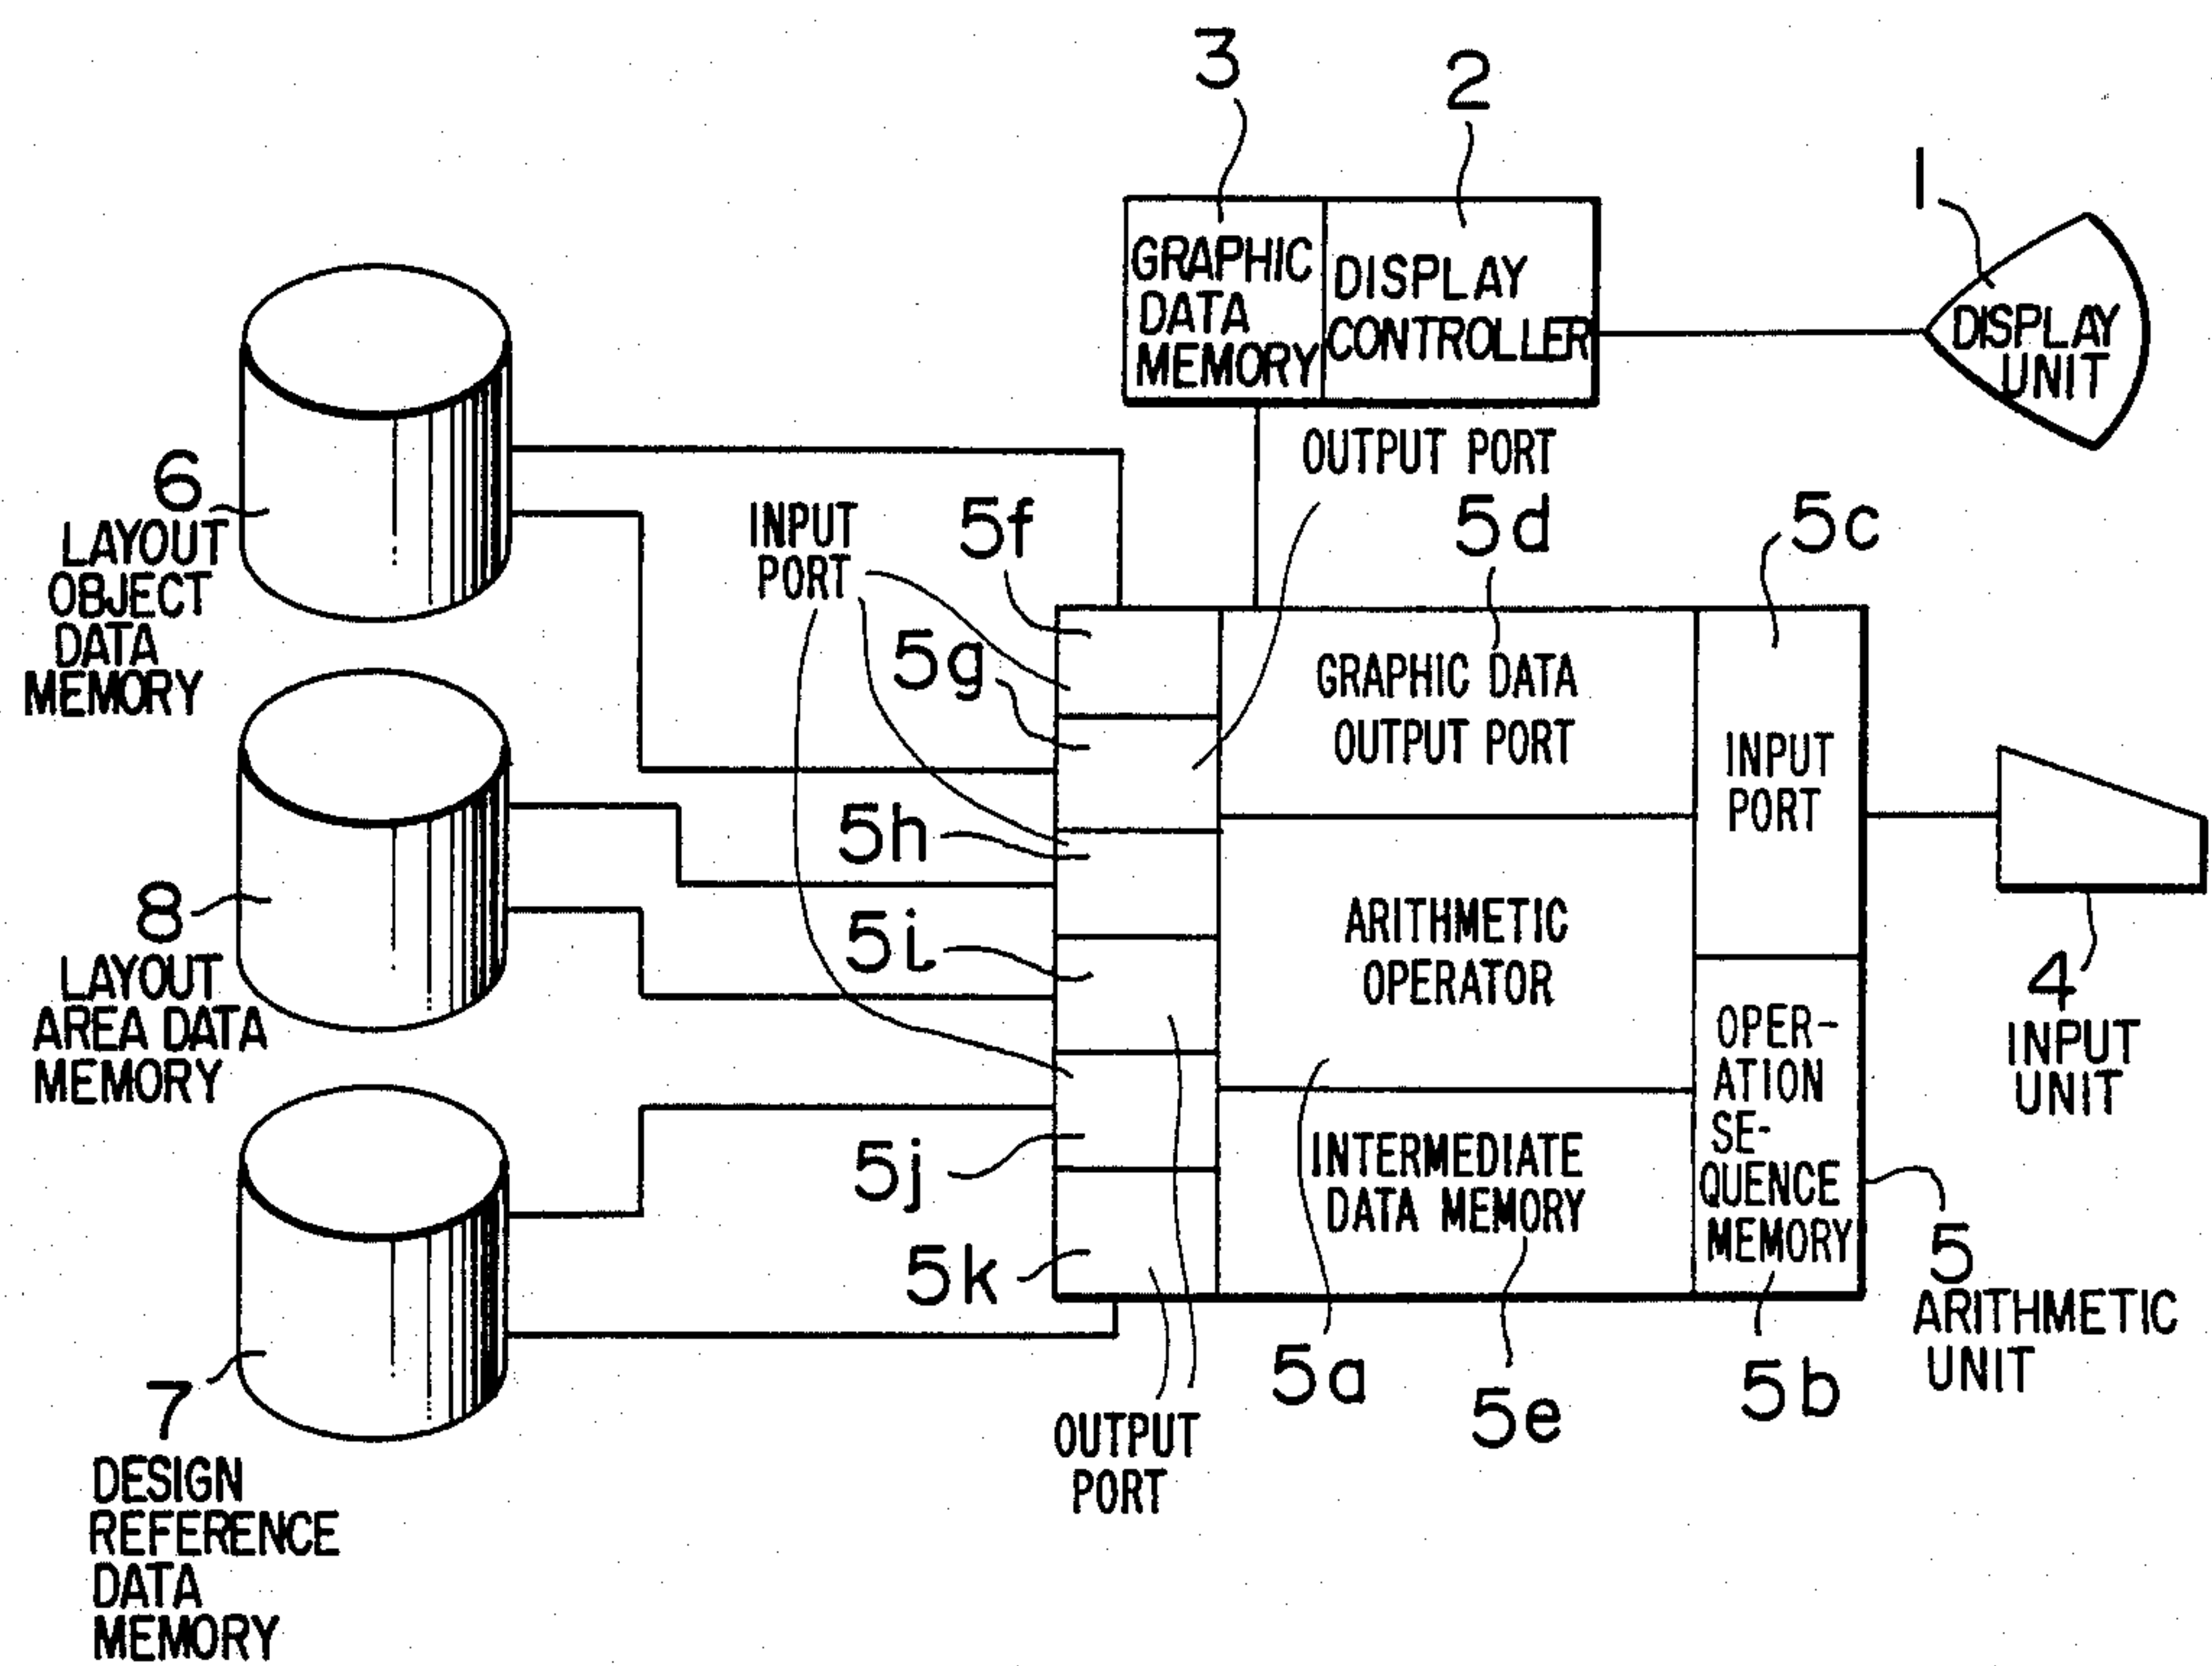 3
2
1
GRAPHIC
DATA
MEMORY
DISPLAY
CONTROLLER
DISPLAY
UNIT
OUTPUT PORT
6
LAYOUT
OBJECT
DATA
MEMORY
INPUT
PORT
5f
5d
5c
5g
GRAPHIC DATA
OUTPUT PORT
INPUT
PORT
5h
8
LAYOUT
AREA DATA
MEMORY
5i
ARITHMETIC
OPERATOR
4
INPUT
UNIT
OPER-
ATION
SE-
QUENCE
MEMORY
5j
INTERMEDIATE
DATA MEMORY
5k
5
ARITHMETIC
UNIT
7
DESIGN
REFERENCE
DATA
MEMORY
5a
5e
5b
OUTPUT
PORT